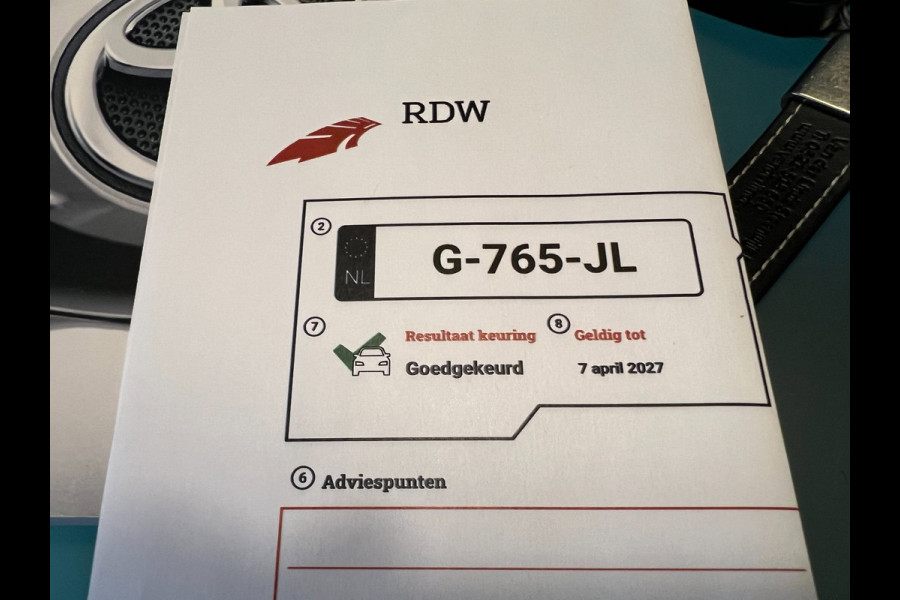 RDW
2
NL
G-765-JL
7
Resultaat keuring
Goedgekeurd
8
Geldig tot
7 april 2027
6
Adviespunten